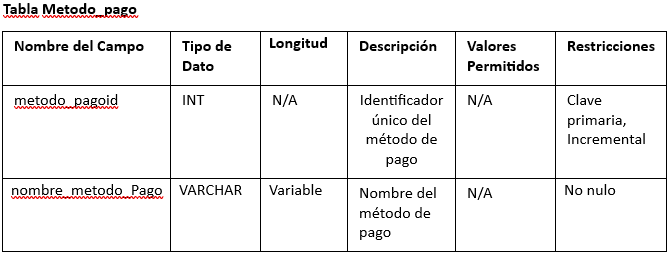 Tabla Metodo_pago
Nombre del Campo
Tipo de
Dato
Longitud
Descripción
Valores
Permitidos
Restricciones
metodo_pagoid
INT
N/A
Identificador
único del
método de
pago
N/A
Clave
primaria,
Incremental
nombre_metodo_Pago
VARCHAR
Variable
Nombre del
método de
pago
N/A
No nulo